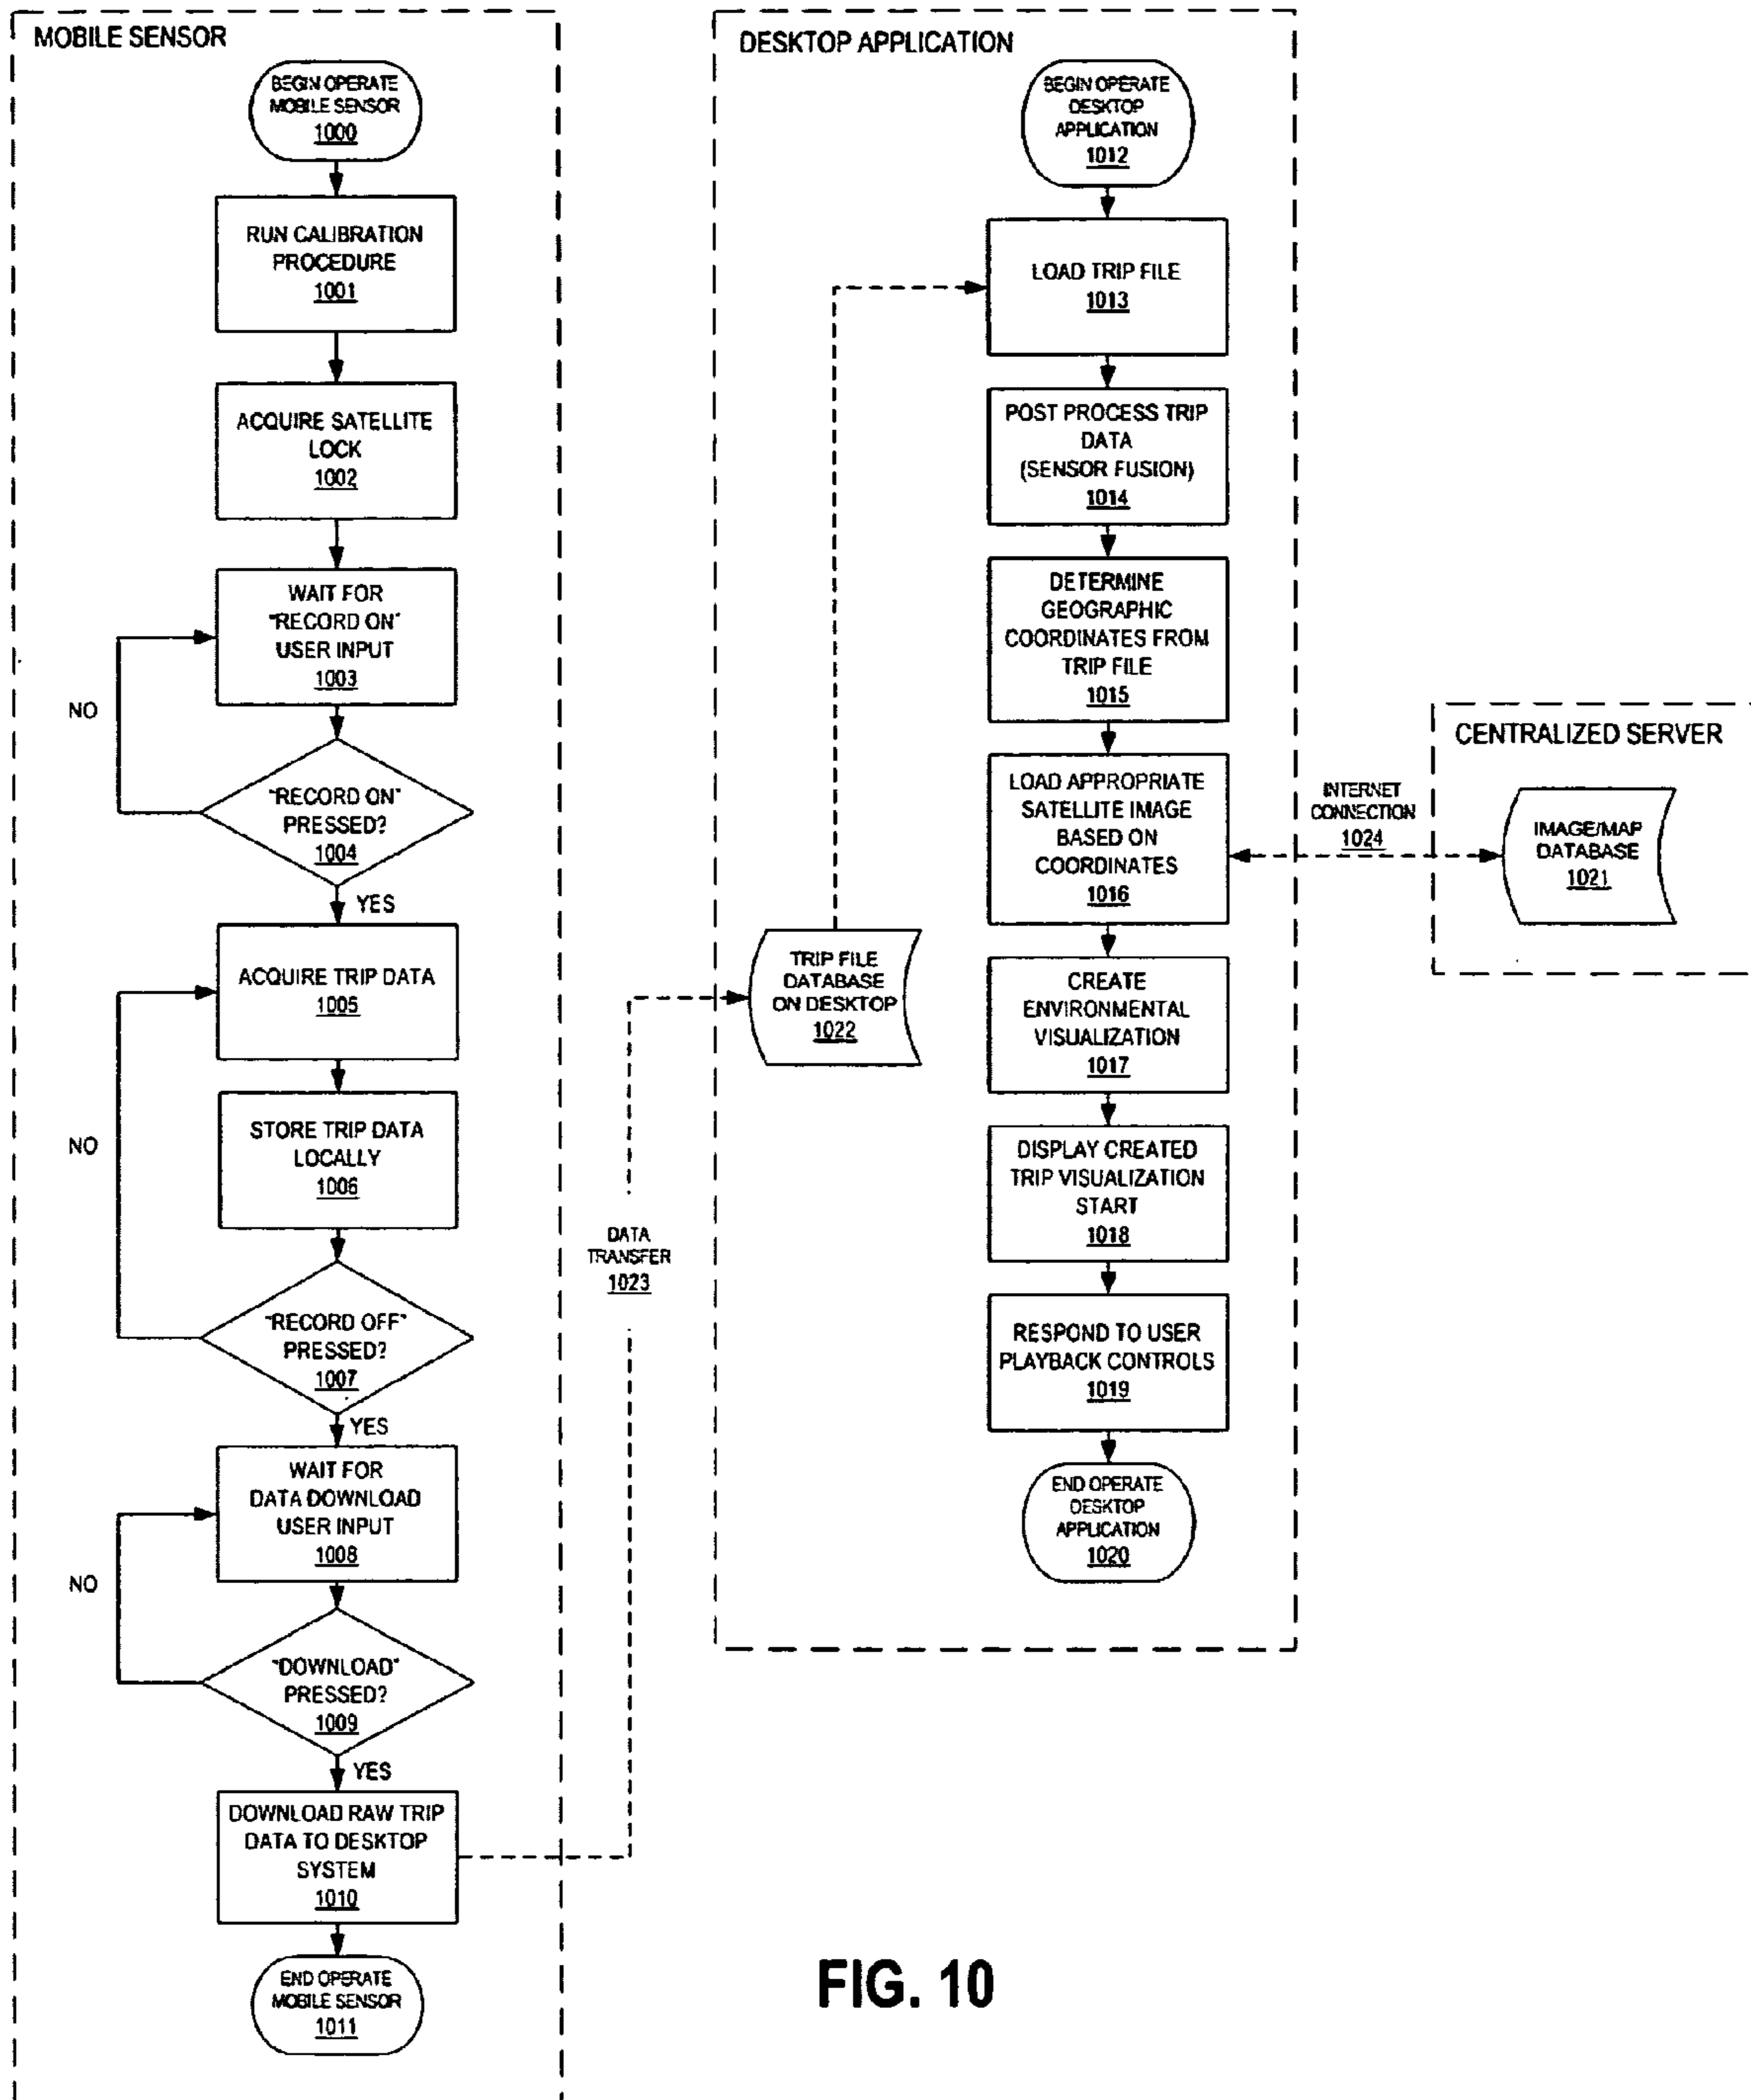 MOBILE SENSOR
BEGIN OPERATE
MOBILE SENSOR
1000
RUN CALIBRATION
PROCEDURE
1001
ACQUIRE SATELLITE
LOCK
1002
WAIT FOR
"RECORD ON"
USER INPUT
1003
NO
"RECORD ON"
PRESSED?
1004
YES
ACQUIRE TRIP DATA
1005
STORE TRIP DATA
LOCALLY
1006
NO
"RECORD OFF"
PRESSED?
1007
YES
WAIT FOR
DATA DOWNLOAD
USER INPUT
1008
NO
"DOWNLOAD"
PRESSED?
1009
YES
DOWNLOAD RAW TRIP
DATA TO DESKTOP
SYSTEM
1010
END OPERATE
MOBILE SENSOR
1011
DATA
TRANSFER
1023
DESKTOP APPLICATION
BEGIN OPERATE
DESKTOP
APPLICATION
1012
LOAD TRIP FILE
1013
POST PROCESS TRIP
DATA
(SENSOR FUSION)
1014
DETERMINE
GEOGRAPHIC
COORDINATES FROM
TRIP FILE
1015
LOAD APPROPRIATE
SATELLITE IMAGE
BASED ON
COORDINATES
1016
TRIP FILE
DATABASE
ON DESKTOP
1022
CREATE
ENVIRONMENTAL
VISUALIZATION
1017
DISPLAY CREATED
TRIP VISUALIZATION
START
1018
RESPOND TO USER
PLAYBACK CONTROLS
1019
END OPERATE
DESKTOP
APPLICATION
1020
INTERNET
CONNECTION
1024
CENTRALIZED SERVER
IMAGE/MAP
DATABASE
1021
FIG. 10